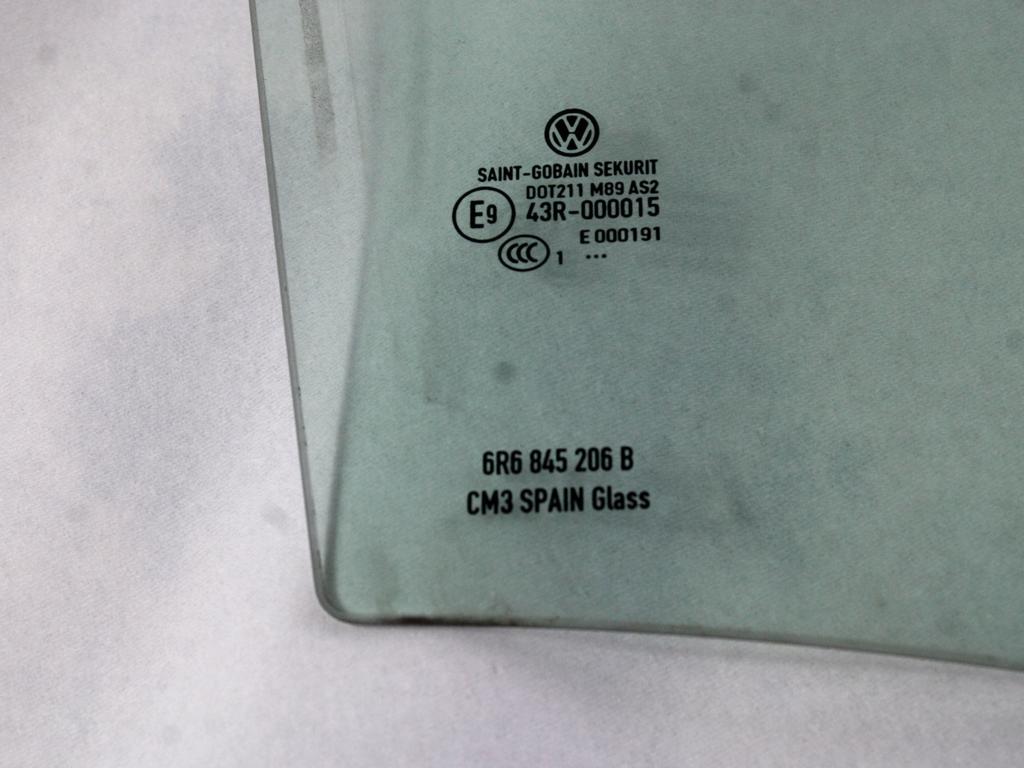 SAINT-GOBAIN SEKURIT
DOT211 M89 AS2
E9 43R-000015
E 000191
CCC 1 ...
6R6 845 206 B
CM3 SPAIN Glass